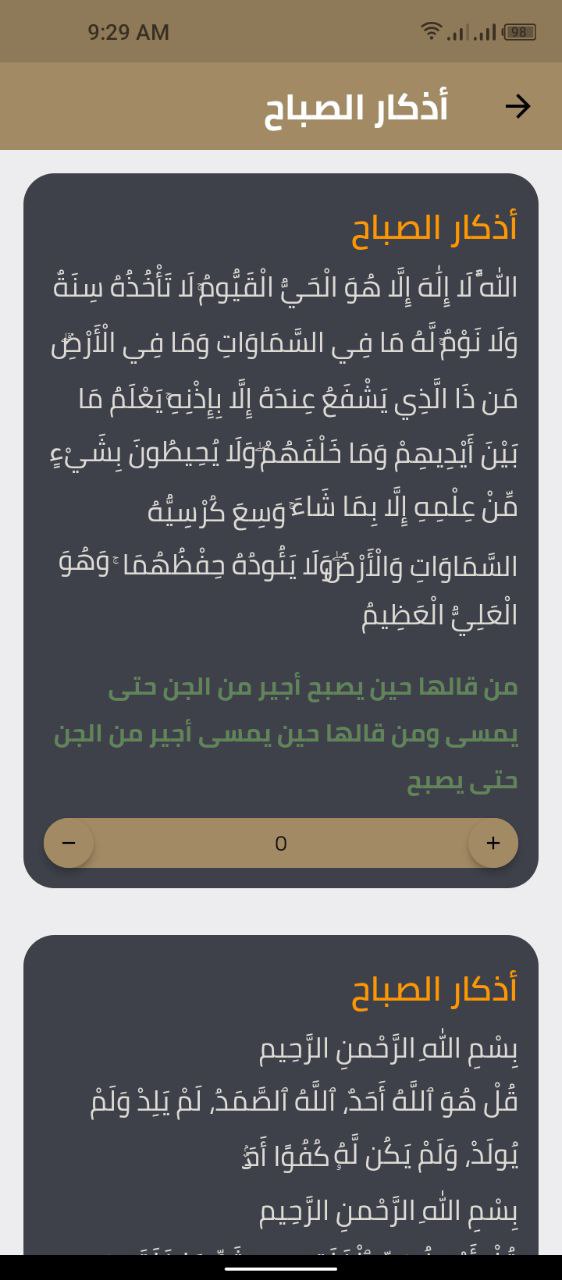 9:29 AM
98
أذكار الصباح
أذكار الصباح
اللَّهُ لَا إِلَٰهَ إِلَّا هُوَ الْحَيُّ الْقَيُّومُ ۚ لَا تَأْخُذُهُ سِنَةٌ
وَلَا نَوْمٌ ۚ لَّهُ مَا فِي السَّمَاوَاتِ وَمَا فِي الْأَرْضِ ۗ
مَن ذَا الَّذِي يَشْفَعُ عِندَهُ إِلَّا بِإِذْنِهِ ۚ يَعْلَمُ مَا
بَيْنَ أَيْدِيهِمْ وَمَا خَلْفَهُمْ ۖ وَلَا يُحِيطُونَ بِشَيْءٍ
مِّنْ عِلْمِهِ إِلَّا بِمَا شَاءَ ۚ وَسِعَ كُرْسِيُّهُ
السَّمَاوَاتِ وَالْأَرْضَ ۖ وَلَا يَئُودُهُ حِفْظُهُمَا ۚ وَهُوَ
الْعَلِيُّ الْعَظِيمُ
من قالها حين يصبح أجير من الجن حتى
يمسى ومن قالها حين يمسى أجير من الجن
حتى يصبح
+ 0 −
أذكار الصباح
بِسْمِ اللهِ الرَّحْمنِ الرَّحِيم
قُلْ هُوَ ٱللَّهُ أَحَدٌ، ٱللَّهُ ٱلصَّمَدُ، لَمْ يَلِدْ وَلَمْ
يُولَدْ، وَلَمْ يَكُن لَّهُۥ كُفُوًا أَحَدٌۢ
بِسْمِ اللهِ الرَّحْمنِ الرَّحِيم